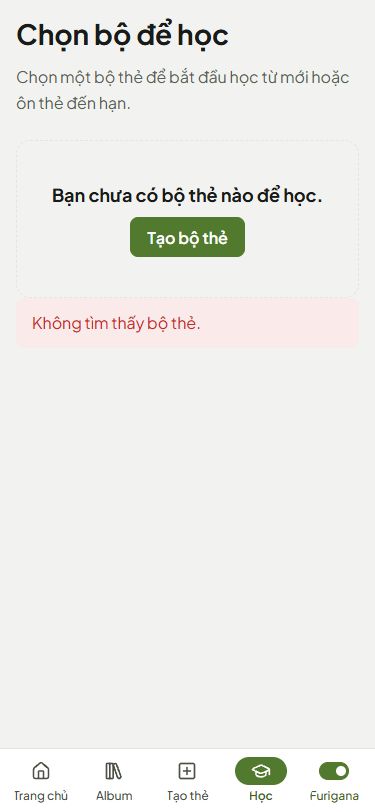 Chọn bộ để học
Chọn một bộ thẻ để bắt đầu học từ mới hoặc
ôn thẻ đến hạn.
Bạn chưa có bộ thẻ nào để học.
Tạo bộ thẻ
Không tìm thấy bộ thẻ.
Trang chủ
Album
Tạo thẻ
Học
Furigana